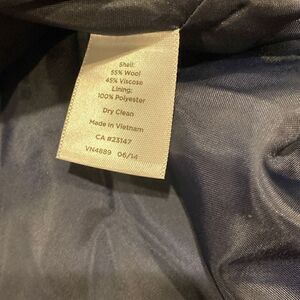 Shell:
55% Wool
45% Viscose
Lining:
100% Polyester
Dry Clean
Made in Vietnam
CA #23147
VN4889 06/14